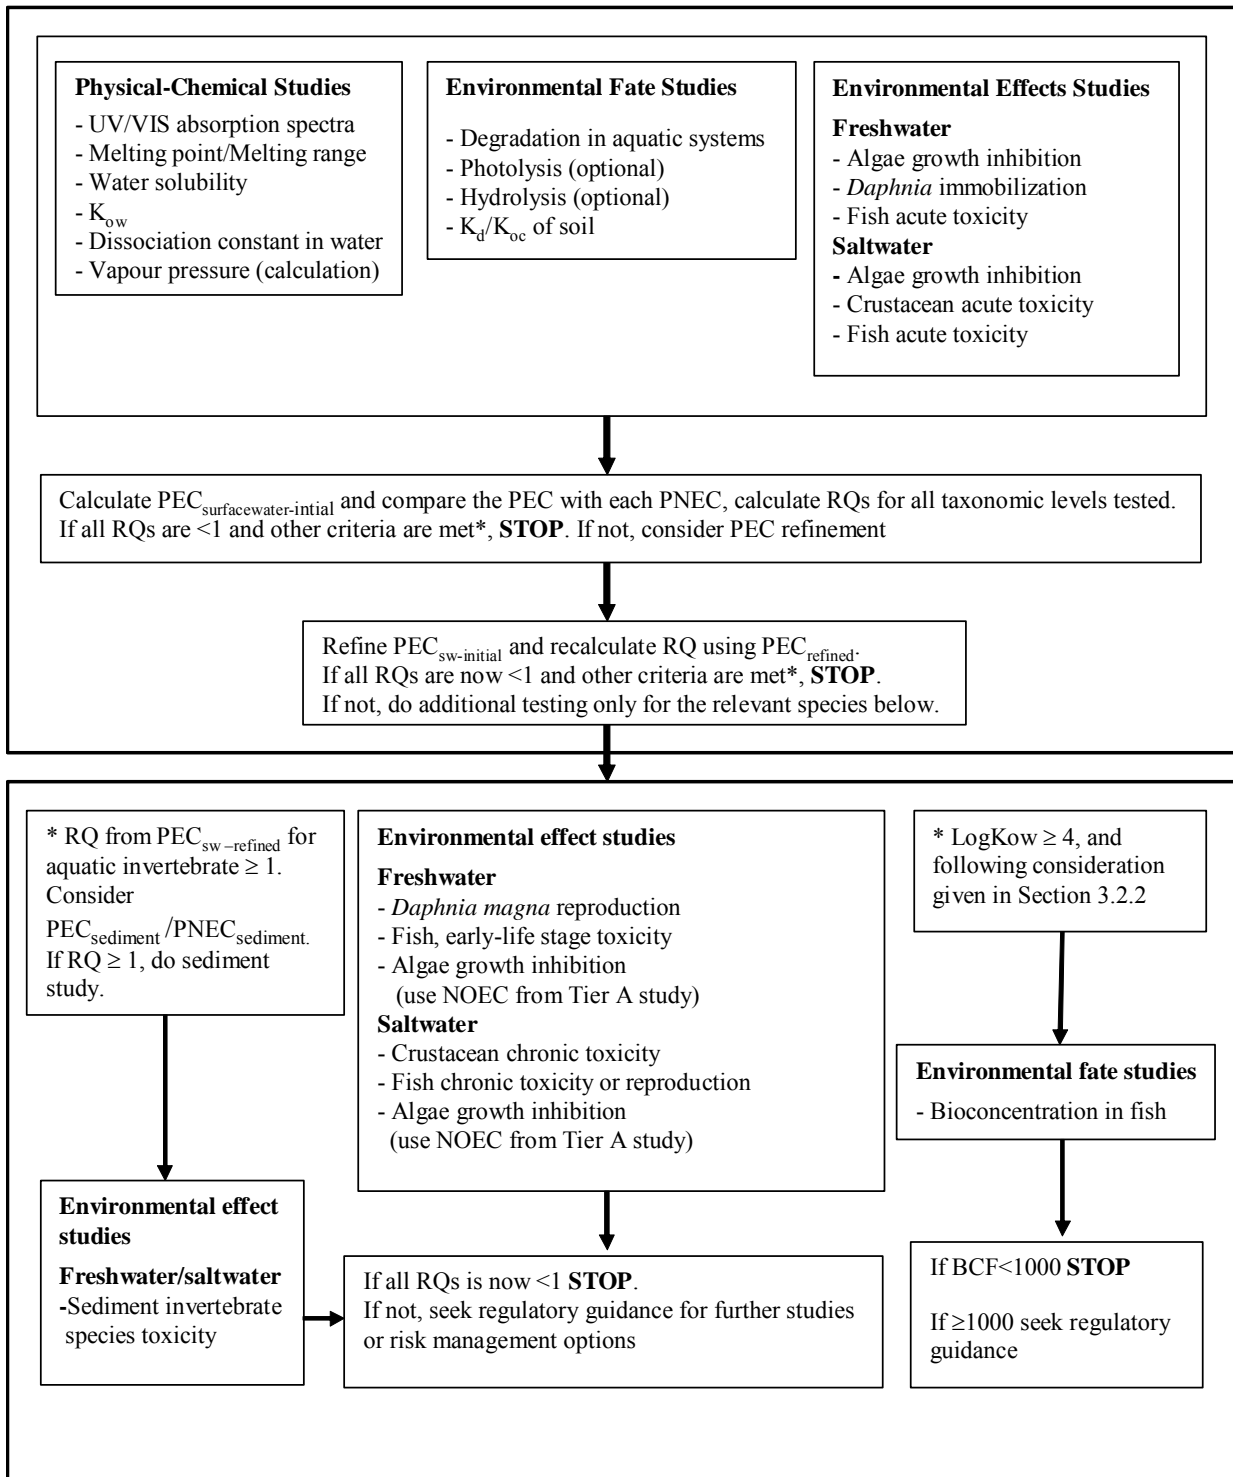 Physical-Chemical Studies
- UV/VIS absorption spectra
- Melting point/Melting range
- Water solubility
- Kow
- Dissociation constant in water
- Vapour pressure (calculation)
Environmental Fate Studies
- Degradation in aquatic systems
- Photolysis (optional)
- Hydrolysis (optional)
- Kd/Koc of soil
Environmental Effects Studies
Freshwater
- Algae growth inhibition
- Daphnia immobilization
- Fish acute toxicity
Saltwater
- Algae growth inhibition
- Crustacean acute toxicity
- Fish acute toxicity
Calculate PECsurfacewater-intial and compare the PEC with each PNEC, calculate RQs for all taxonomic levels tested.
If all RQs are <1 and other criteria are met*, STOP. If not, consider PEC refinement
Refine PECsw-initial and recalculate RQ using PECrefined.
If all RQs are now <1 and other criteria are met*, STOP.
If not, do additional testing only for the relevant species below.
* RQ from PECsw–refined for
aquatic invertebrate ≥ 1.
Consider
PECsediment /PNECsediment.
If RQ ≥ 1, do sediment
study.
Environmental effect studies
Freshwater
- Daphnia magna reproduction
- Fish, early-life stage toxicity
- Algae growth inhibition
(use NOEC from Tier A study)
Saltwater
- Crustacean chronic toxicity
- Fish chronic toxicity or reproduction
- Algae growth inhibition
(use NOEC from Tier A study)
* LogKow ≥ 4, and
following consideration
given in Section 3.2.2
Environmental fate studies
- Bioconcentration in fish
Environmental effect
studies
Freshwater/saltwater
-Sediment invertebrate
species toxicity
If all RQs is now <1 STOP.
If not, seek regulatory guidance for further studies
or risk management options
If BCF<1000 STOP
If ≥1000 seek regulatory
guidance